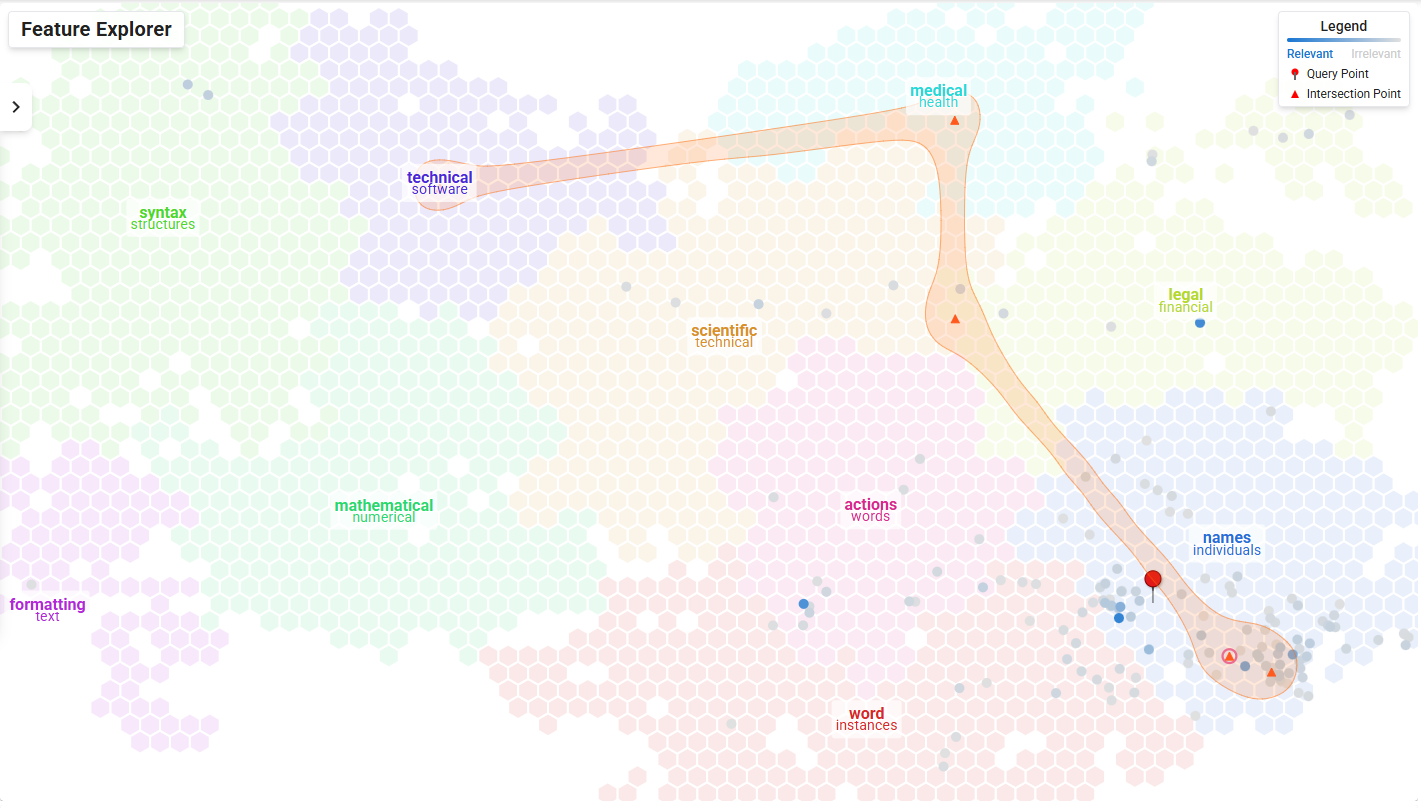 Feature Explorer
Legend
Relevant Irrelevant
Query Point
Intersection Point
medical
health
technical
software
syntax
structures
legal
financial
scientific
technical
mathematical
numerical
actions
words
names
individuals
formatting
text
word
instances